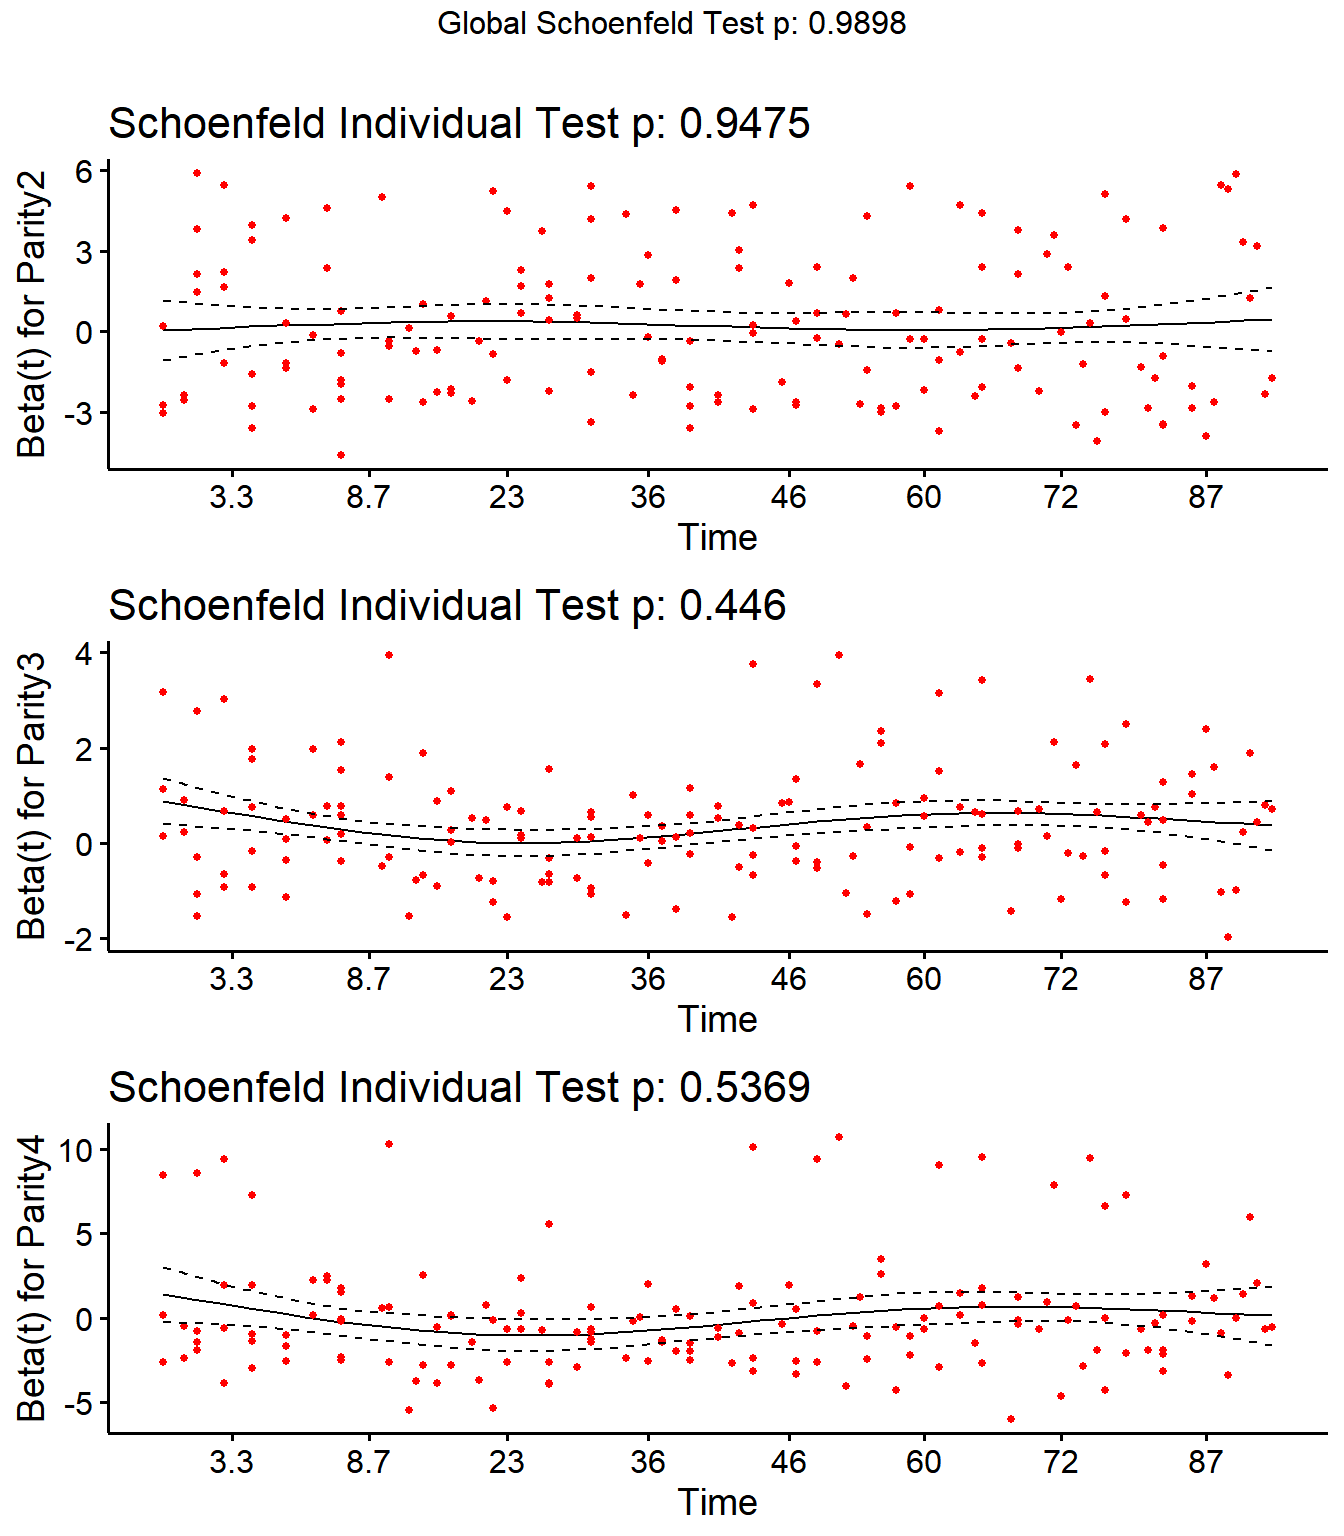 Global Schoenfeld Test p: 0.9898
Schoenfeld Individual Test p: 0.9475
Beta(t) for Parity2
6
3
0
-3
3.3 8.7 23 36 46 60 72 87
Time
Schoenfeld Individual Test p: 0.446
Beta(t) for Parity3
4
2
0
-2
3.3 8.7 23 36 46 60 72 87
Time
Schoenfeld Individual Test p: 0.5369
Beta(t) for Parity4
10
5
0
-5
3.3 8.7 23 36 46 60 72 87
Time